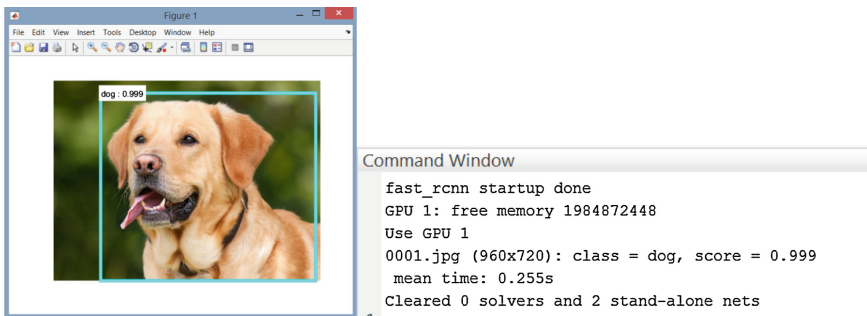 Figure 1
File Edit View Insert Tools Desktop Window Help
dog : 0.999
Command Window
fast_rcnn startup done
GPU 1: free memory 1984872448
Use GPU 1
0001.jpg (960x720): class = dog, score = 0.999
mean time: 0.255s
Cleared 0 solvers and 2 stand-alone nets